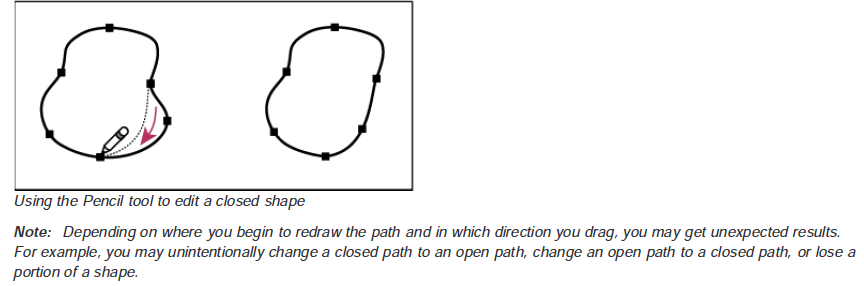 Using the Pencil tool to edit a closed shape
Note: Depending on where you begin to redraw the path and in which direction you drag, you may get unexpected results.
For example, you may unintentionally change a closed path to an open path, change an open path to a closed path, or lose a
portion of a shape.